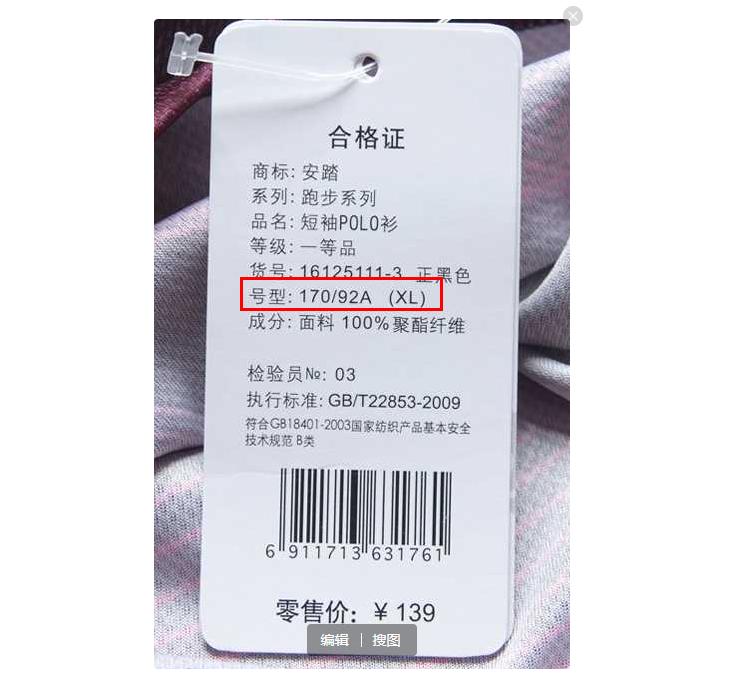 合格证
商标: 安踏
系列: 跑步系列
品名: 短袖POLO衫
等级: 一等品
货号: 16125111-3 正黑色
号型: 170/92A (XL)
成分: 面料 100%聚酯纤维
检验员№: 03
执行标准: GB/T22853-2009
符合GB18401-2003国家纺织产品基本安全
技术规范 B类
6 911713 631761
零售价: ¥ 139
编辑 | 搜图